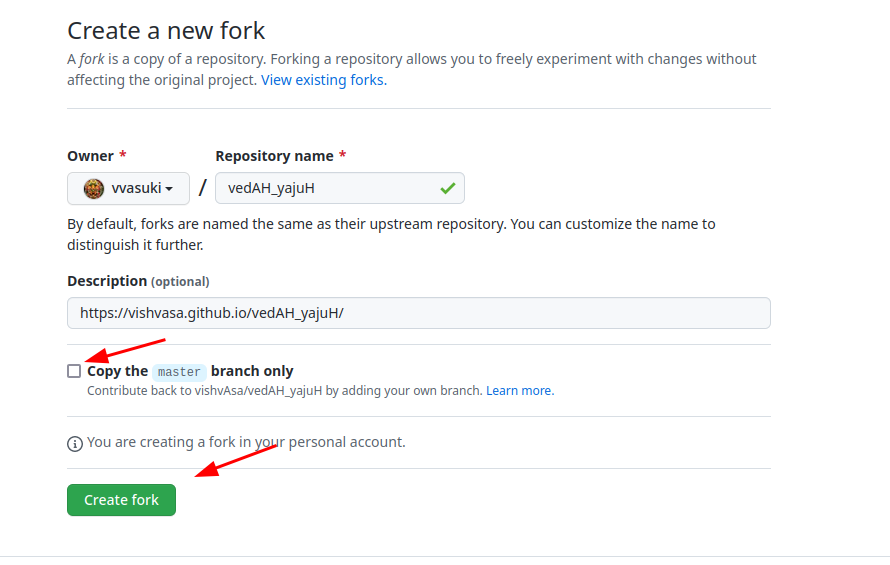 Create a new fork
A fork is a copy of a repository. Forking a repository allows you to freely experiment with changes without
affecting the original project. View existing forks.
Owner * Repository name *
vvasuki / vedAH_yajuH
By default, forks are named the same as their upstream repository. You can customize the name to
distinguish it further.
Description (optional)
https://vishvasa.github.io/vedAH_yajuH/
Copy the master branch only
Contribute back to vishvAsa/vedAH_yajuH by adding your own branch. Learn more.
You are creating a fork in your personal account.
Create fork